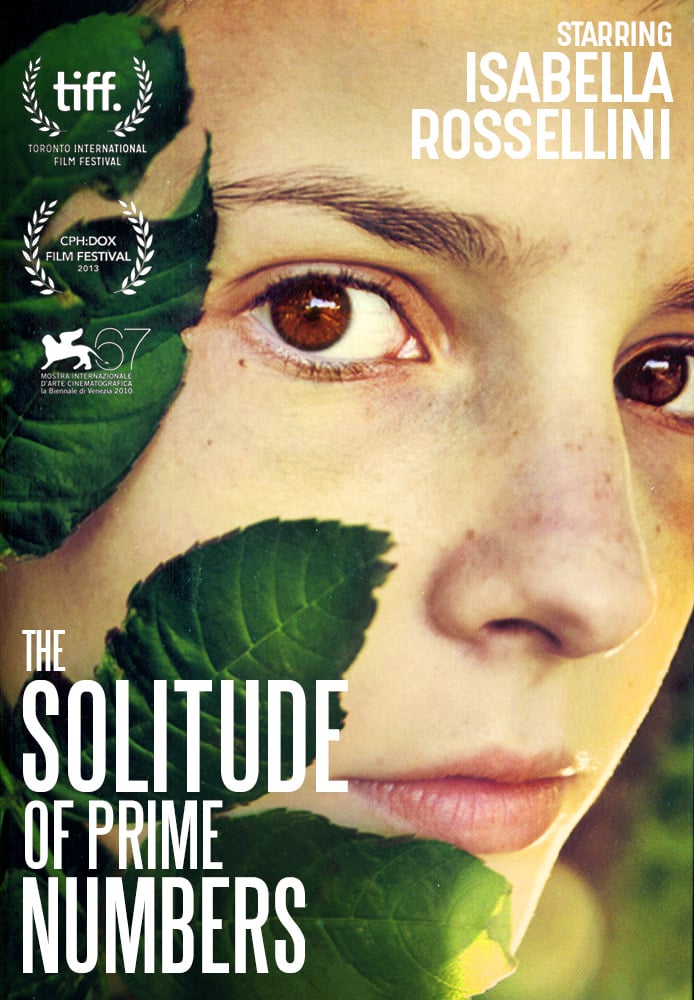 STARRING
ISABELLA
ROSSELLINI
tiff.
TORONTO INTERNATIONAL
FILM FESTIVAL
CPH:DOX
FILM FESTIVAL
2013
67
MOSTRA INTERNAZIONALE
D'ARTE CINEMATOGRAFICA
la Biennale di Venezia 2010
THE
SOLITUDE
OF PRIME
NUMBERS